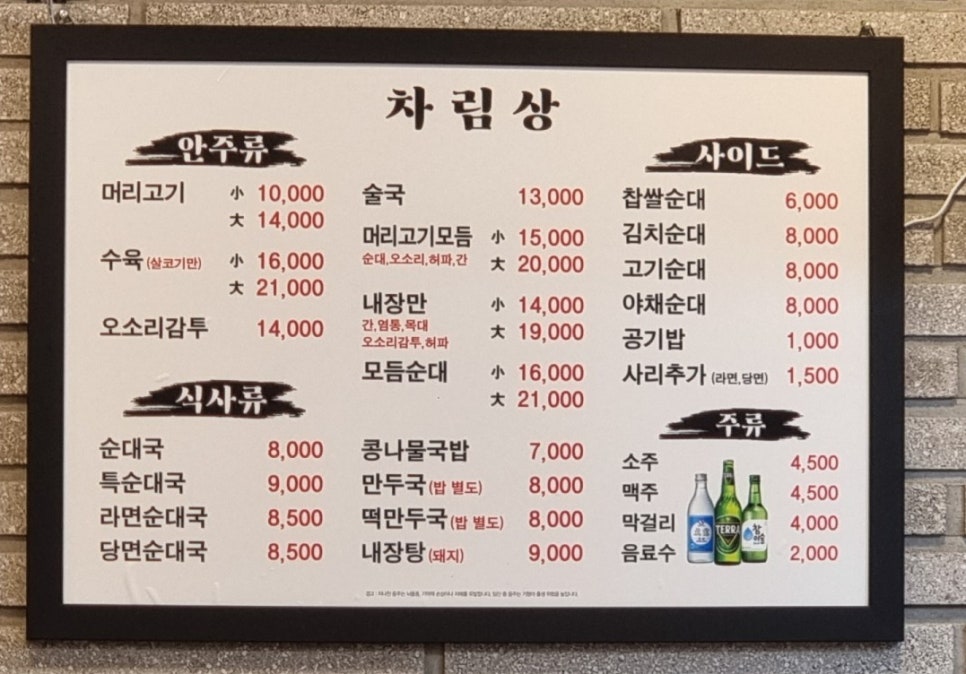 차림상
안주류
머리고기 小 10,000
大 14,000
수육 (살코기만) 小 16,000
大 21,000
오소리감투 14,000
술국 13,000
머리고기모듬 小 15,000
순대,오소리,허파,간 大 20,000
내장만 小 14,000
간,염통,목대 大 19,000
오소리감투,허파
모듬순대 小 16,000
大 21,000
식사류
순대국 8,000
특순대국 9,000
라면순대국 8,500
당면순대국 8,500
콩나물국밥 7,000
만두국 (밥 별도) 8,000
떡만두국 (밥 별도) 8,000
내장탕 (돼지) 9,000
사이드
찹쌀순대 6,000
김치순대 8,000
고기순대 8,000
야채순대 8,000
공기밥 1,000
사리추가 (라면,당면) 1,500
주류
소주 4,500
맥주 4,500
막걸리 4,000
음료수 2,000
TERRA